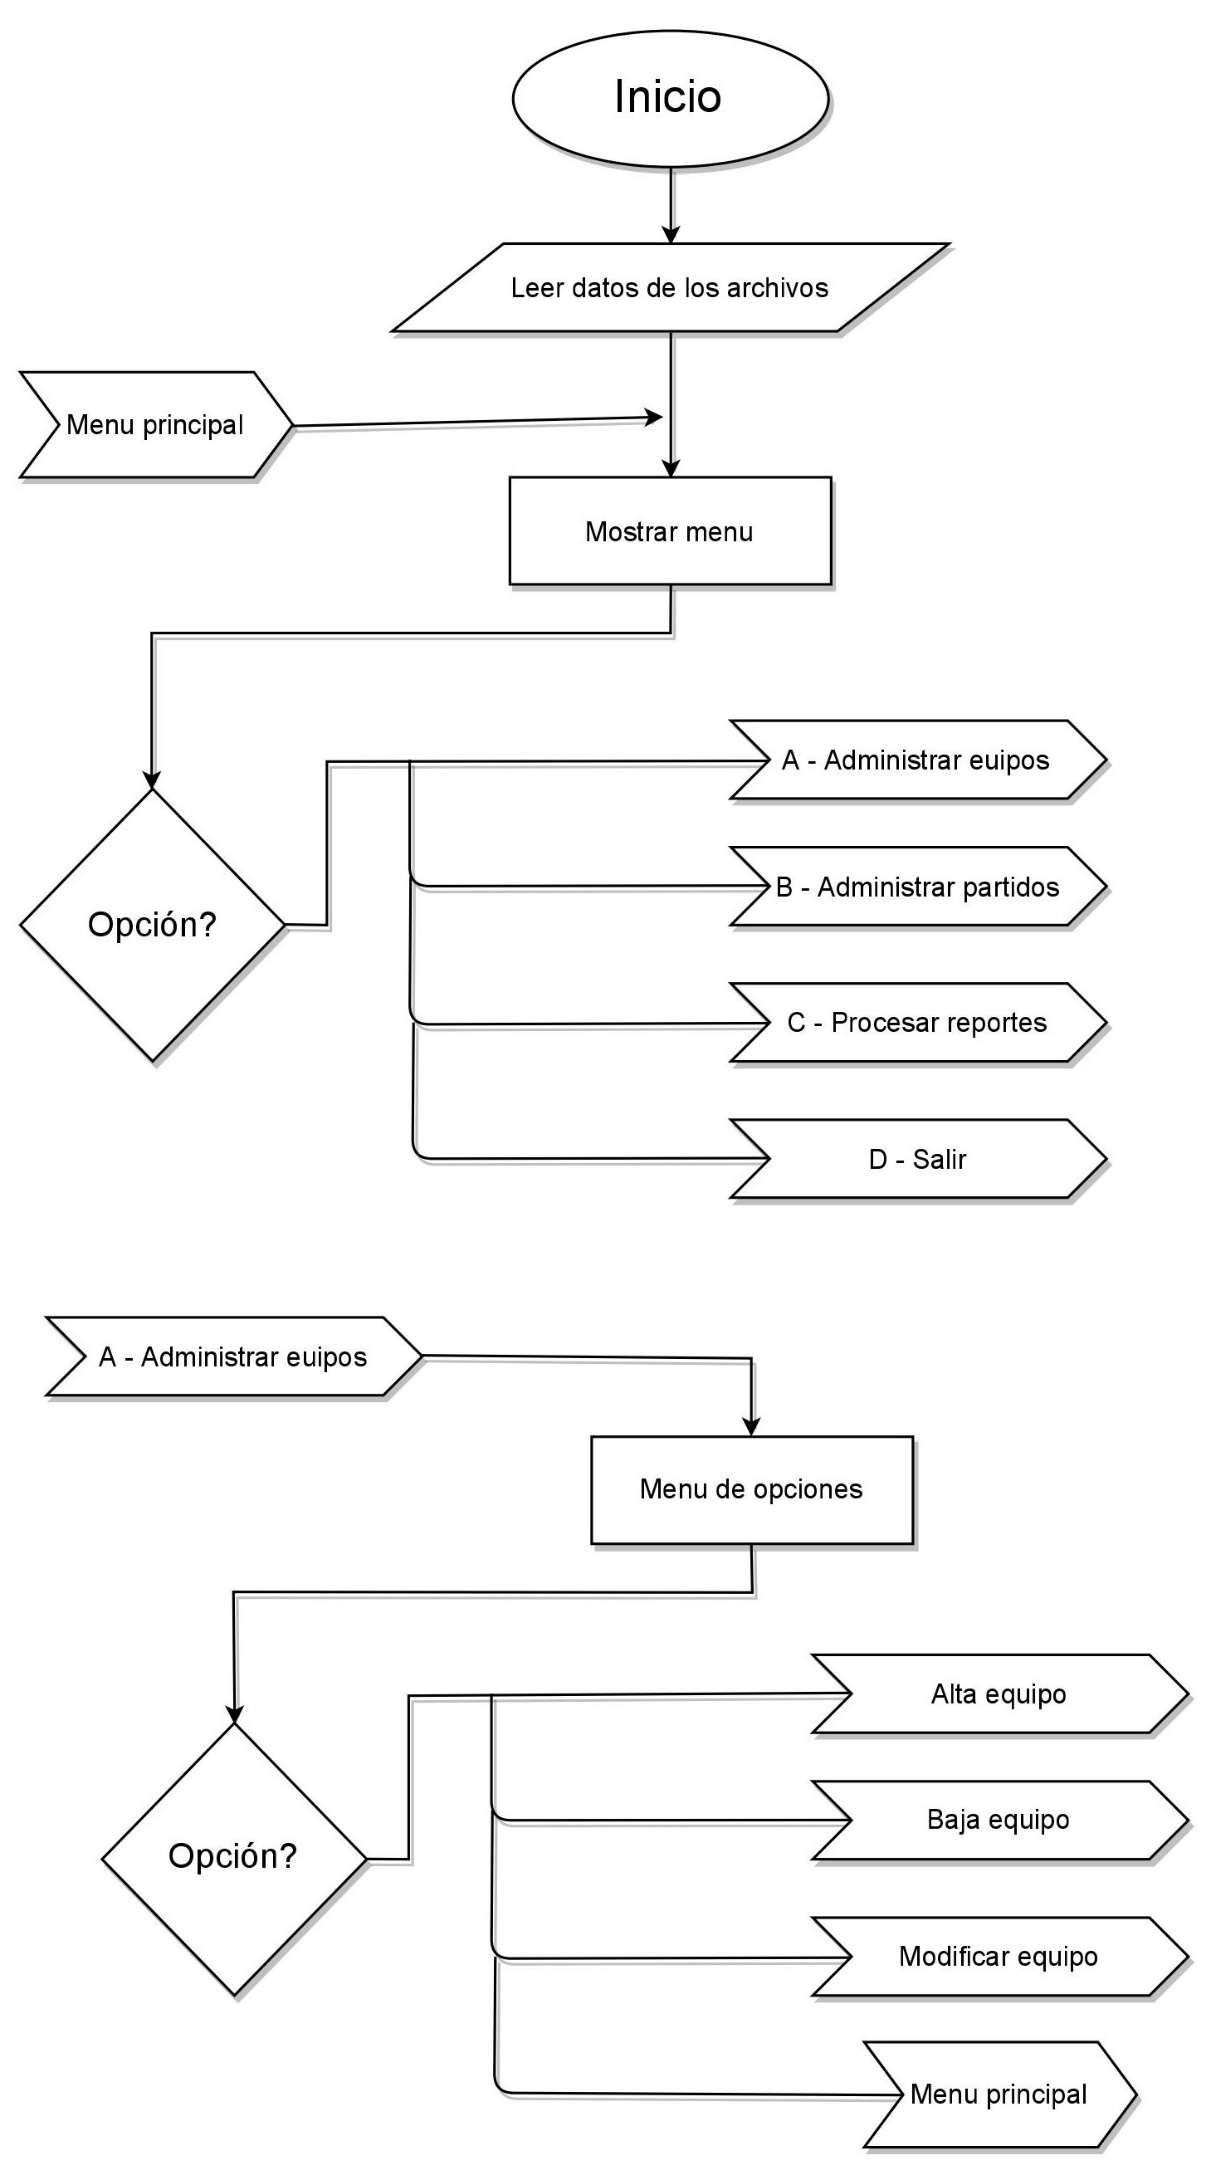 Inicio
Leer datos de los archivos
Menu principal
Mostrar menu
A - Administrar euipos
B - Administrar partidos
Opción?
C - Procesar reportes
D - Salir
A - Administrar euipos
Menu de opciones
Alta equipo
Baja equipo
Opción?
Modificar equipo
Menu principal